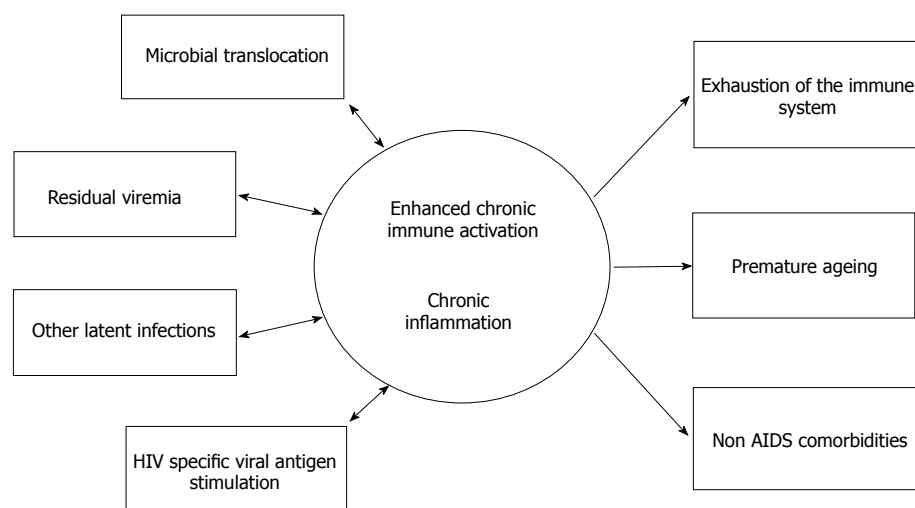 Microbial translocation
Residual viremia
Other latent infections
HIV specific viral antigen
stimulation
Enhanced chronic
immune activation
Chronic
inflammation
Exhaustion of the immune
system
Premature ageing
Non AIDS comorbidities